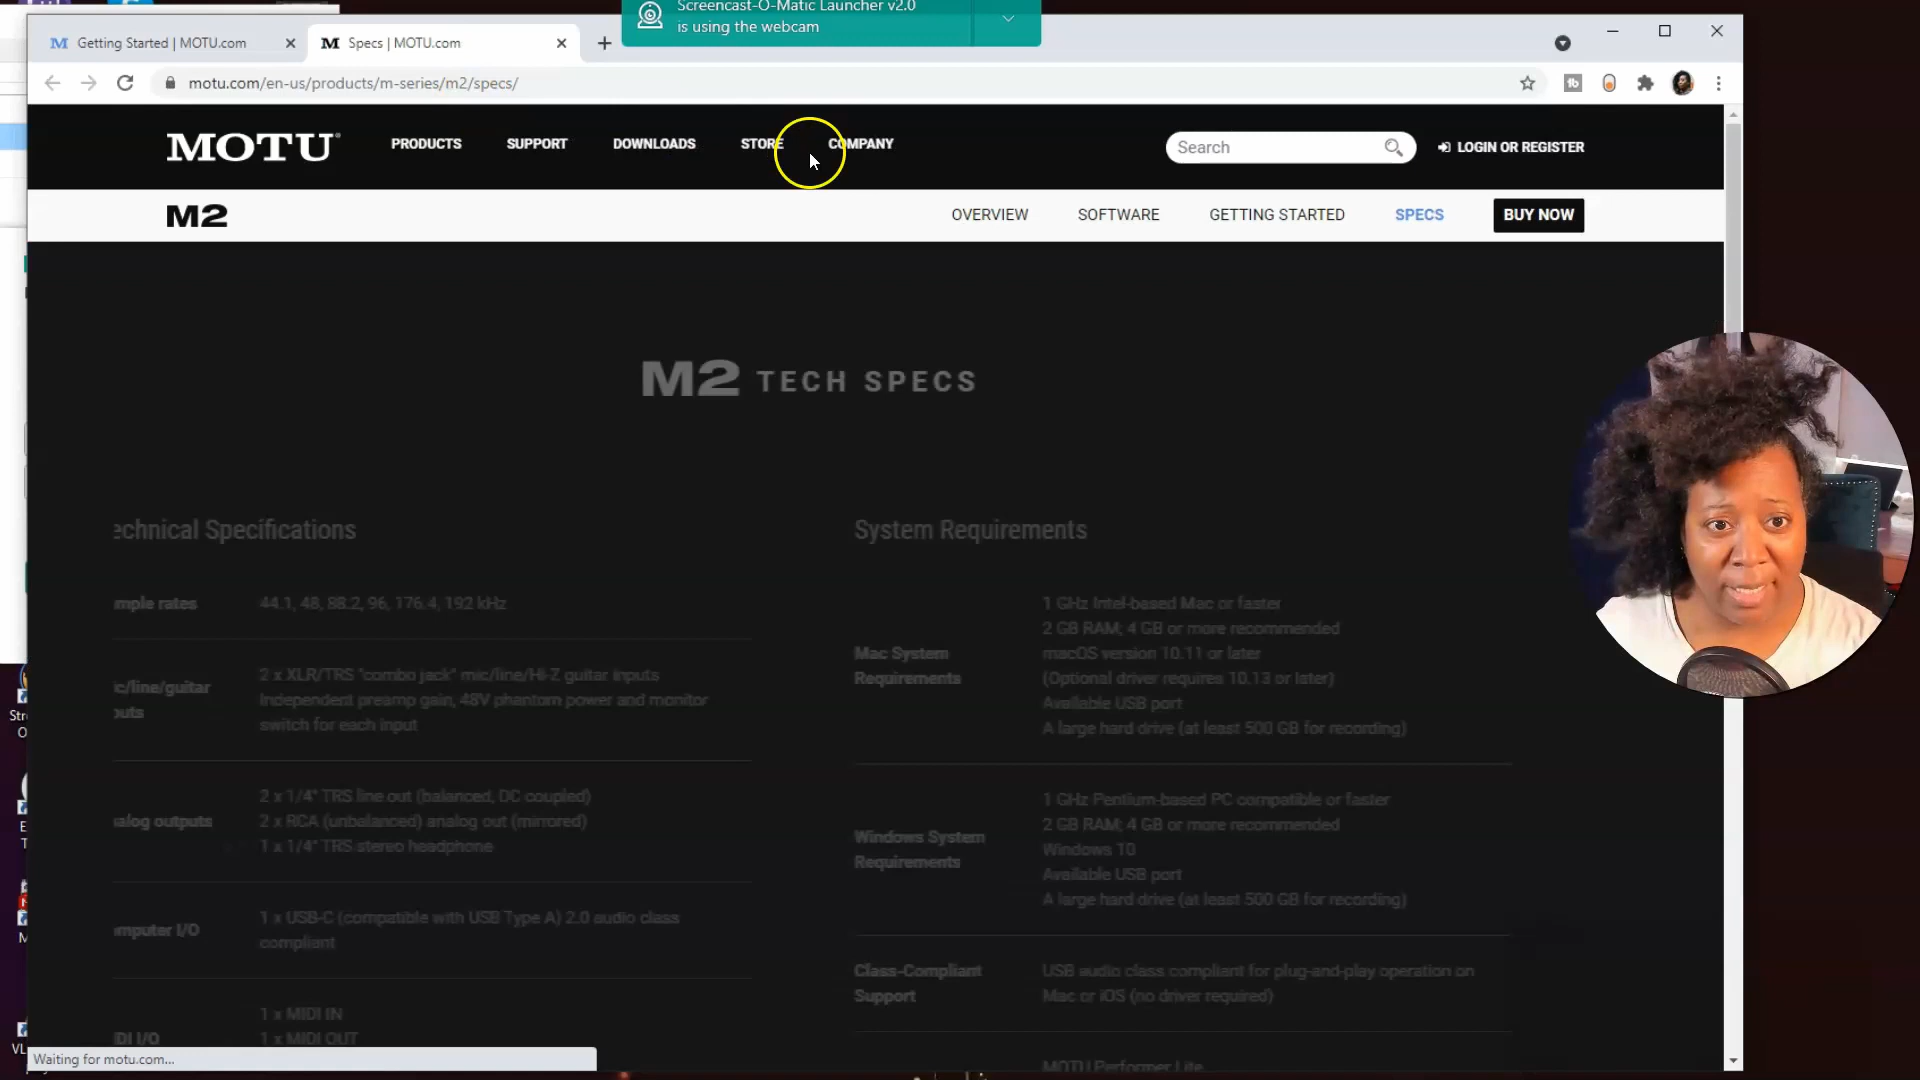 Screencast-O-Matic Launcher v2.0
is using the webcam
Getting Started | MOTU.com
Specs | MOTU.com
motu.com/en-us/products/m-series/m2/specs/
MOTU
PRODUCTS
SUPPORT
DOWNLOADS
STORE
COMPANY
Search
LOGIN OR REGISTER
M2
OVERVIEW
SOFTWARE
GETTING STARTED
SPECS
BUY NOW
M2 TECH SPECS
echnical Specifications
mple rates
44.1, 48, 88.2, 96, 176.4, 192 kHz
ic/line/guitar
puts
2 x XLR/TRS "combo jack" mic/line/Hi-Z guitar inputs
Independent preamp gain, 48V phantom power and monitor
switch for each input
alog outputs
2 x 1/4" TRS line out (balanced, DC coupled)
2 x RCA (unbalanced) analog out (mirrored)
1 x 1/4" TRS stereo headphone
mputer I/O
1 x USB-C (compatible with USB Type A) 2.0 audio class
compliant
IDI I/O
1 x MIDI IN
1 x MIDI OUT
System Requirements
Mac System
Requirements
1 GHz Intel-based Mac or faster
2 GB RAM; 4 GB or more recommended
macOS version 10.11 or later
(Optional driver requires 10.13 or later)
Available USB port
A large hard drive (at least 500 GB for recording)
Windows System
Requirements
1 GHz Pentium-based PC compatible or faster
2 GB RAM; 4 GB or more recommended
Windows 10
Available USB port
A large hard drive (at least 500 GB for recording)
Class-Compliant
Support
USB audio class compliant for plug-and-play operation on
Mac or iOS (no driver required)
MOTU Performer Lite
Waiting for motu.com...
Str
O
E
T
M
VL